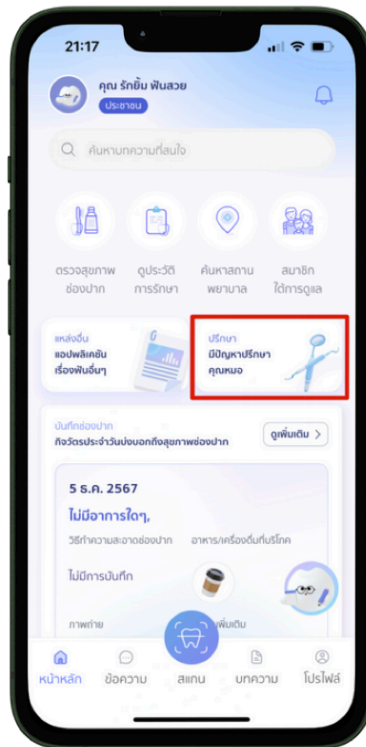 21:17
คุณ รักยิ้ม ฟันสวย
ประชาชน
ค้นหาบทความที่สนใจ
ตรวจสุขภาพ
ช่องปาก
ดูประวัติ
การรักษา
ค้นหาสถาน
พยาบาล
สมาชิก
ใต้การดูแล
แหล่งอื่น
แอปพลิเคชัน
เรื่องฟันอื่นๆ
ปรึกษา
มีปัญหาปรึกษา
คุณหมอ
บันทึกช่องปาก
กิจวัตรประจำวันบ่งบอกถึงสุขภาพช่องปาก
ดูเพิ่มเติม >
5 ธ.ค. 2567
ไม่มีอาการใดๆ,
วิธีทำความสะอาดช่องปาก
อาหาร/เครื่องดื่มที่บริโภค
ไม่มีการบันทึก
ภาพถ่าย
เพิ่มเติม
หน้าหลัก
ข้อความ
สแกน
บทความ
โปรไฟล์